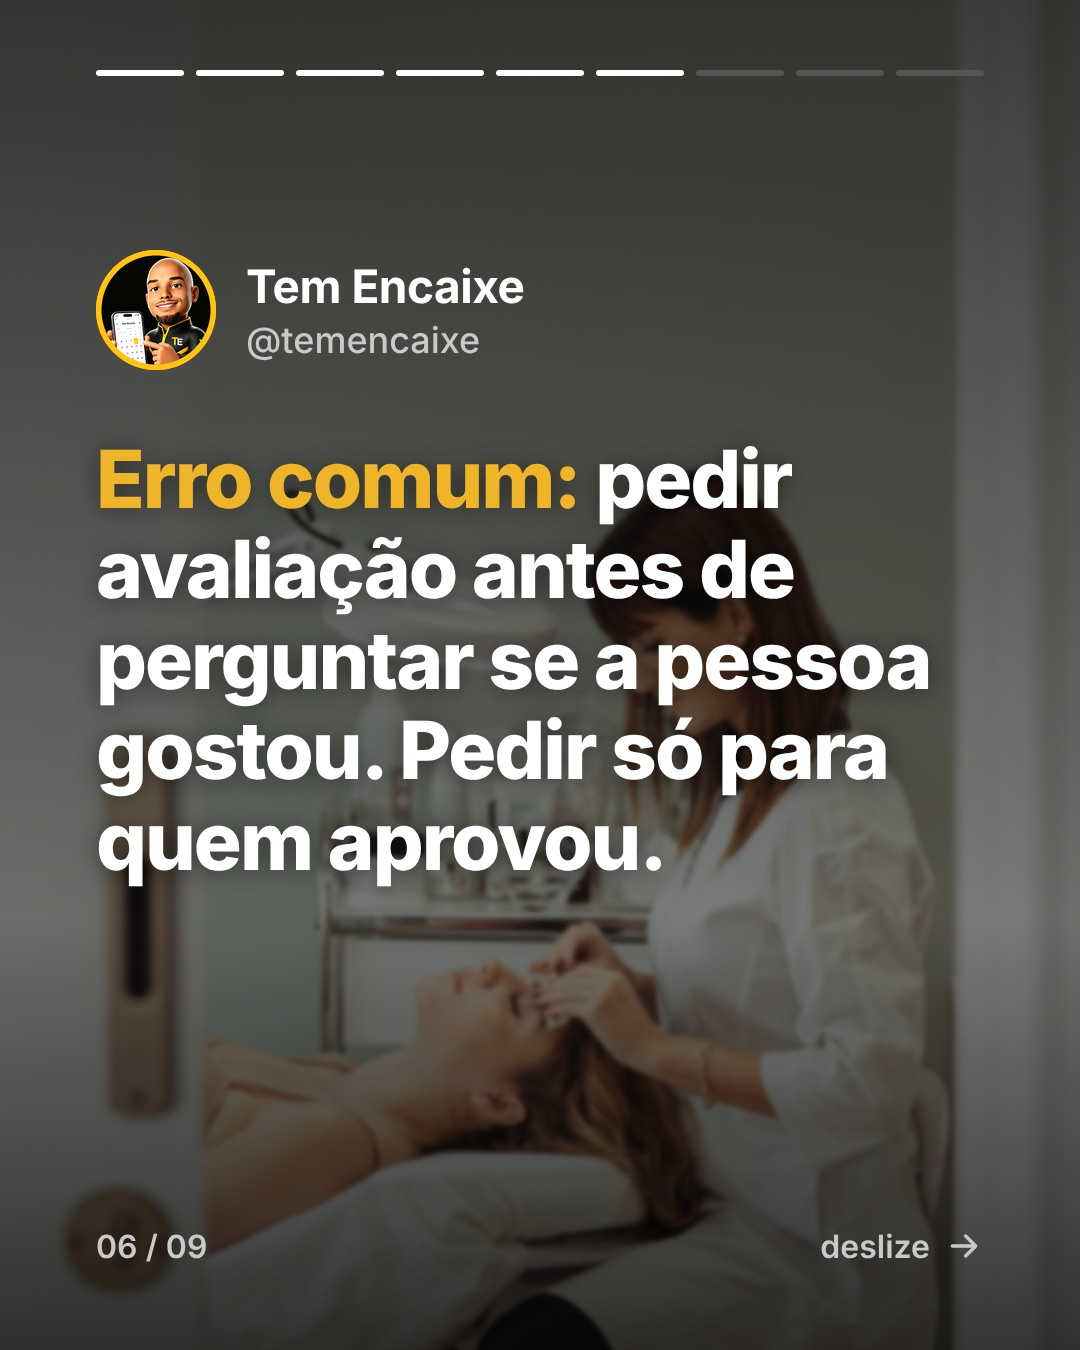 Tem Encaixe
@temencaixe
Erro comum: pedir
avaliação antes de
perguntar se a pessoa
gostou. Pedir só para
quem aprovou.
06 / 09
deslize →